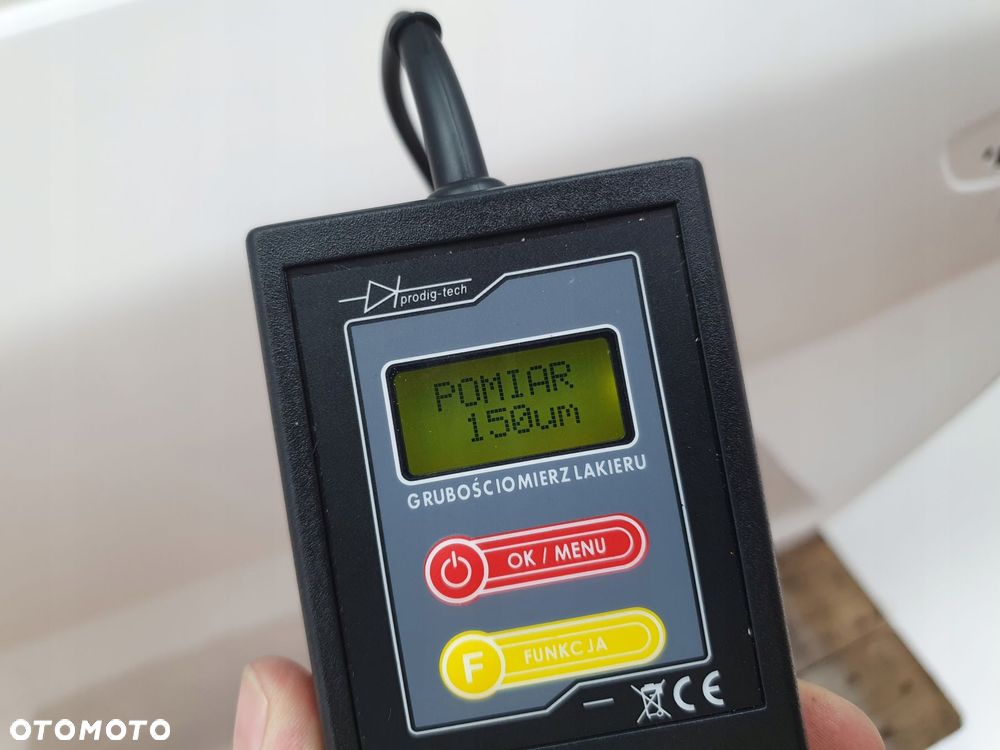 prodig-tech
POMIAR
150um
GRUBOŚCIOMIERZ LAKIERU
OK / MENU
F FUNKCJA
CE
OTOMOTO